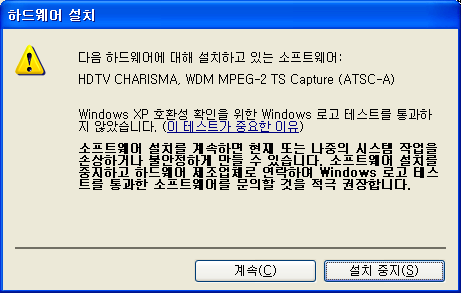 하드웨어 설치
다음 하드웨어에 대해 설치하고 있는 소프트웨어:
HDTV CHARISMA, WDM MPEG-2 TS Capture (ATSC-A)
Windows XP 호환성 확인을 위한 Windows 로고 테스트를 통과하
지 않았습니다. (이 테스트가 중요한 이유)
소프트웨어 설치를 계속하면 현재 또는 나중의 시스템 작업을
손상하거나 불안정하게 만들 수 있습니다. 소프트웨어 설치를
중지하고 하드웨어 제조업체로 연락하여 Windows 로고 테스
트를 통과한 소프트웨어를 문의할 것을 적극 권장합니다.
계속(C)
설치 중지(S)